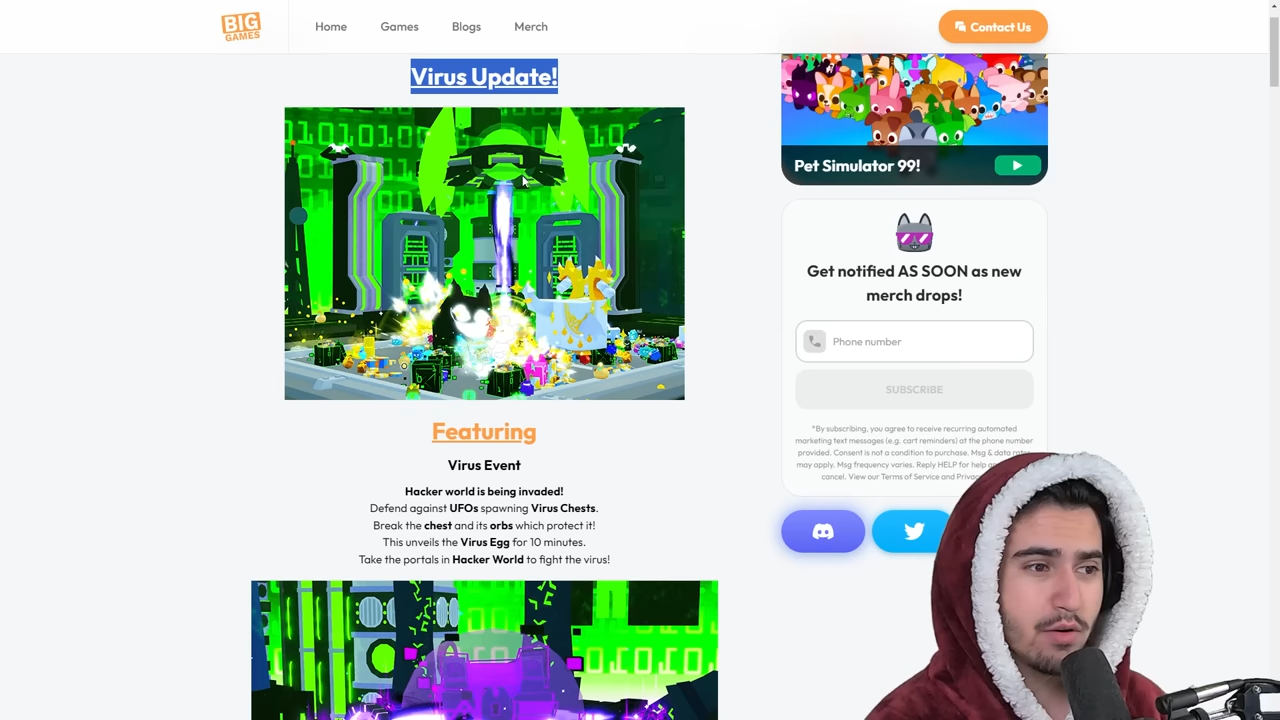 BIG
GAMES
Home
Games
Blogs
Merch
Contact Us
Virus Update!
Featuring
Virus Event
Hacker world is being invaded!
Defend against UFOs spawning Virus Chests.
Break the chest and its orbs which protect it!
This unveils the Virus Egg for 10 minutes.
Take the portals in Hacker World to fight the virus!
Pet Simulator 99!
Get notified AS SOON as new
merch drops!
Phone number
SUBSCRIBE
*By subscribing, you agree to receive recurring automated
marketing text messages (e.g. cart reminders) at the phone number
provided. Consent is not a condition to purchase. Msg & data rates
may apply. Msg frequency varies. Reply HELP for help
cancel. View our Terms of Service and